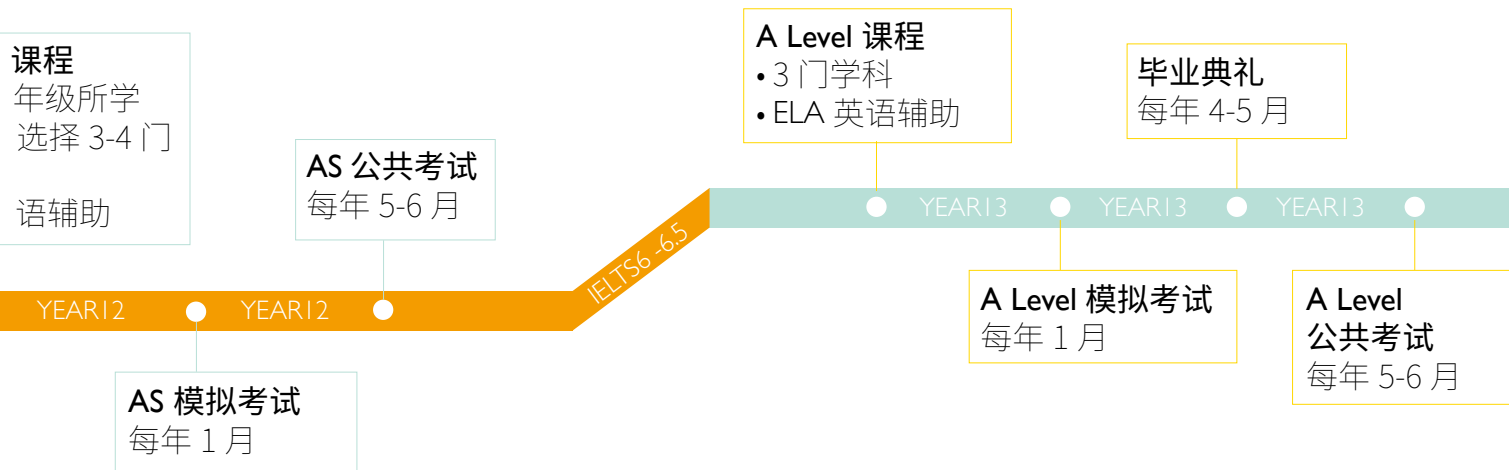 课程
年级所学
选择 3-4 门
语辅助
AS 公共考试
每年 5-6 月
YEAR12
YEAR12
AS 模拟考试
每年 1 月
IELTS6 -6.5
A Level 课程
• 3 门学科
• ELA 英语辅助
毕业典礼
每年 4-5 月
YEAR13
YEAR13
YEAR13
A Level 模拟考试
每年 1 月
A Level
公共考试
每年 5-6 月